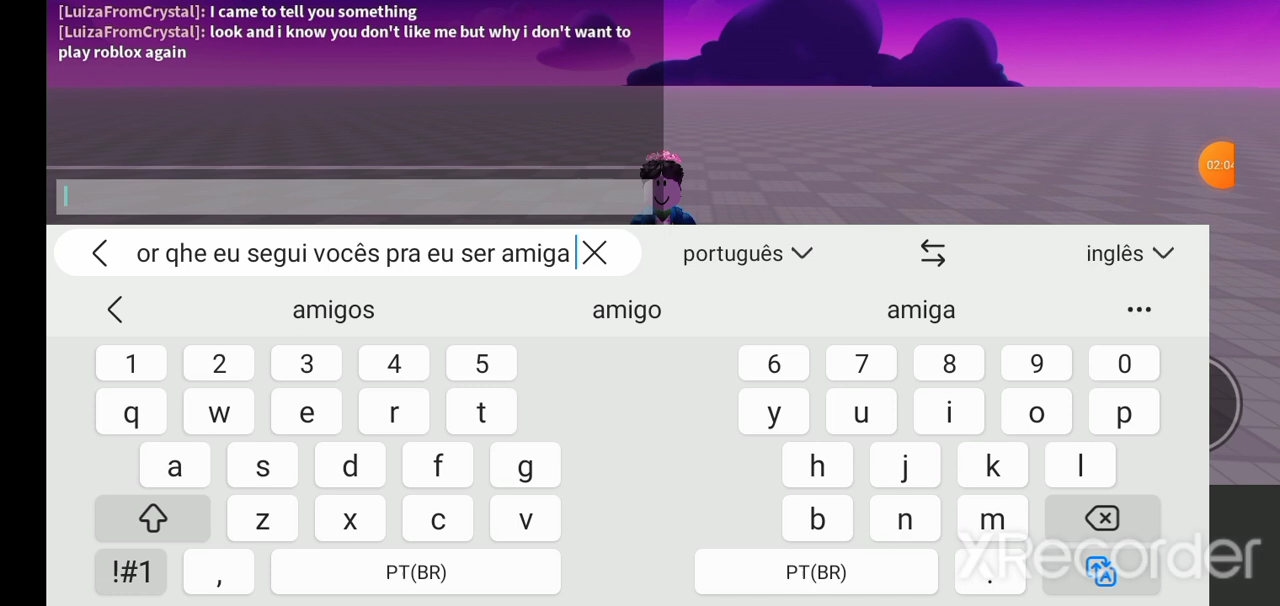 [LuizaFromCrystal]: I came to tell you something
[LuizaFromCrystal]: look and i know you don't like me but why i don't want to
play roblox again
02:04
or qhe eu segui vocês pra eu ser amiga
português
inglês
amigos amigo amiga
1 2 3 4 5 6 7 8 9 0
q w e r t y u i o p
a s d f g h j k l
z x c v b n m
!#1 , PT(BR) PT(BR) .
XRecorder